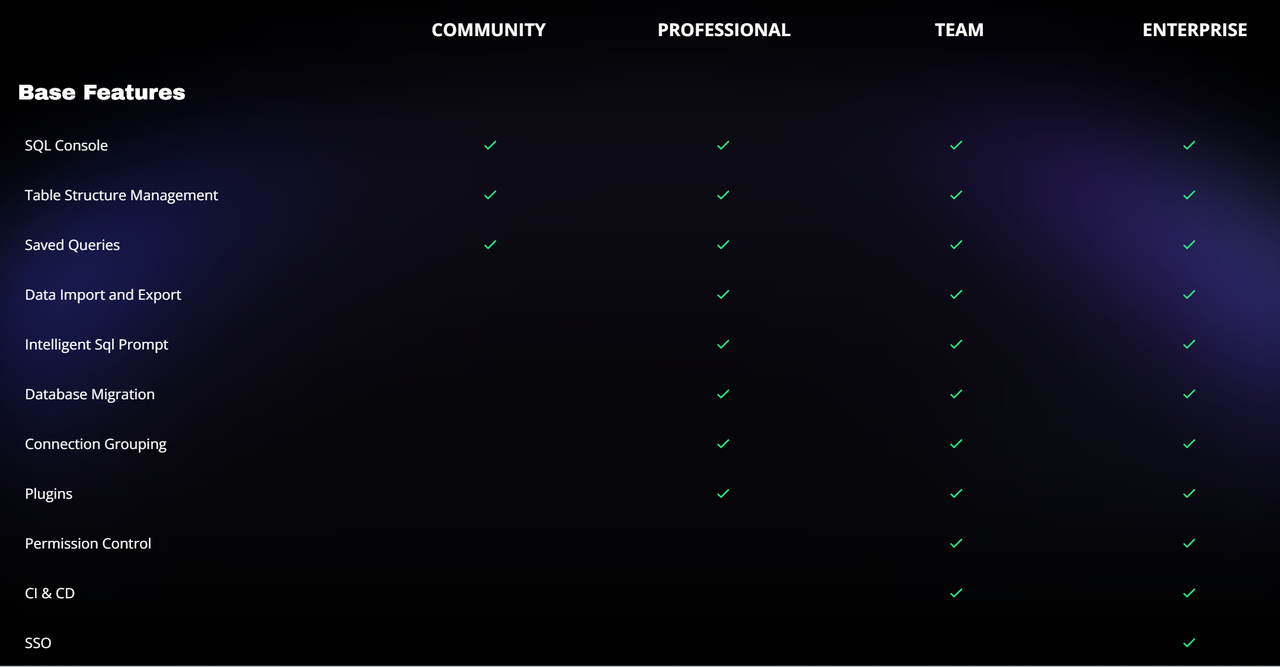 COMMUNITY PROFESSIONAL TEAM ENTERPRISE
Base Features
SQL Console ✓ ✓ ✓ ✓
Table Structure Management ✓ ✓ ✓ ✓
Saved Queries ✓ ✓ ✓ ✓
Data Import and Export ✓ ✓ ✓
Intelligent Sql Prompt ✓ ✓ ✓
Database Migration ✓ ✓ ✓
Connection Grouping ✓ ✓ ✓
Plugins ✓ ✓ ✓
Permission Control ✓ ✓
CI & CD ✓ ✓
SSO ✓